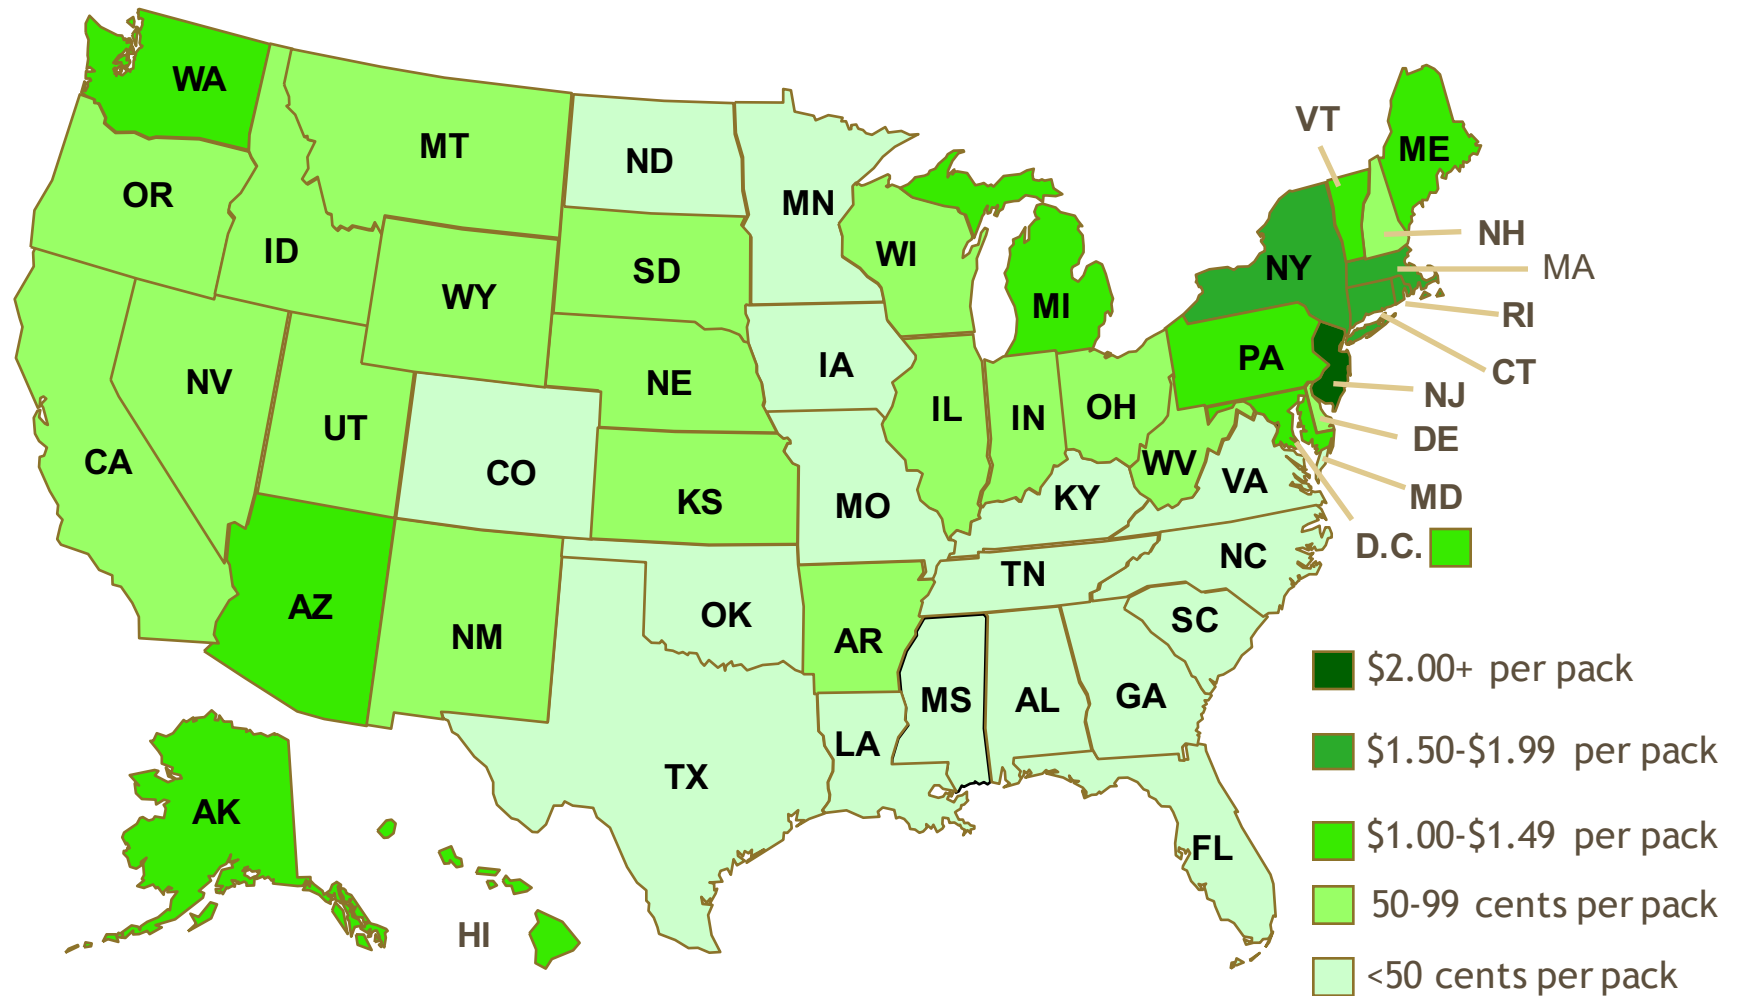 WA
MT
ND
MN
VT
ME
OR
ID
WY
SD
WI
MI
NY
NH
MA
RI
CT
NV
UT
CO
NE
IA
IL
IN
OH
PA
NJ
DE
CA
KS
MO
KY
WV
VA
MD
D.C.
AZ
NM
OK
AR
TN
NC
SC
TX
LA
MS
AL
GA
FL
AK
HI
$2.00+ per pack
$1.50-$1.99 per pack
$1.00-$1.49 per pack
50-99 cents per pack
<50 cents per pack